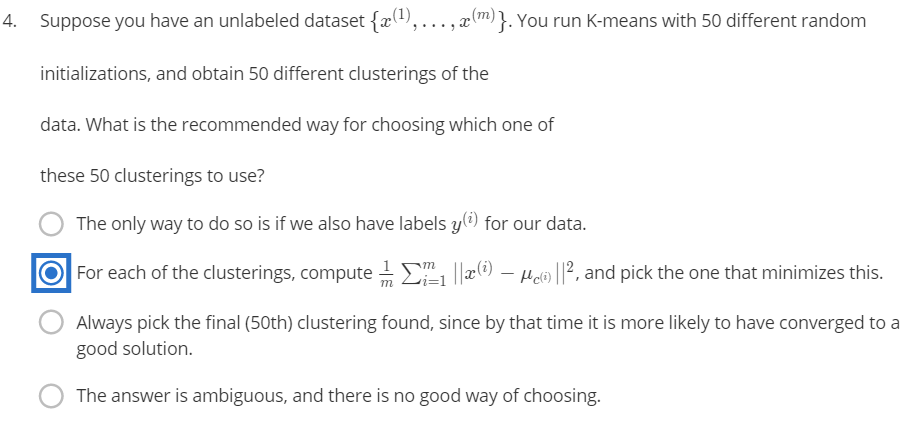 4. Suppose you have an unlabeled dataset {x^(1), . . . , x^(m)}. You run K-means with 50 different random
initializations, and obtain 50 different clusterings of the
data. What is the recommended way for choosing which one of
these 50 clusterings to use?
The only way to do so is if we also have labels y^(i) for our data.
For each of the clusterings, compute 1/m ∑_{i=1}^{m} ||x^(i) − μ_{c^(i)}||^2, and pick the one that minimizes this.
Always pick the final (50th) clustering found, since by that time it is more likely to have converged to a
good solution.
The answer is ambiguous, and there is no good way of choosing.